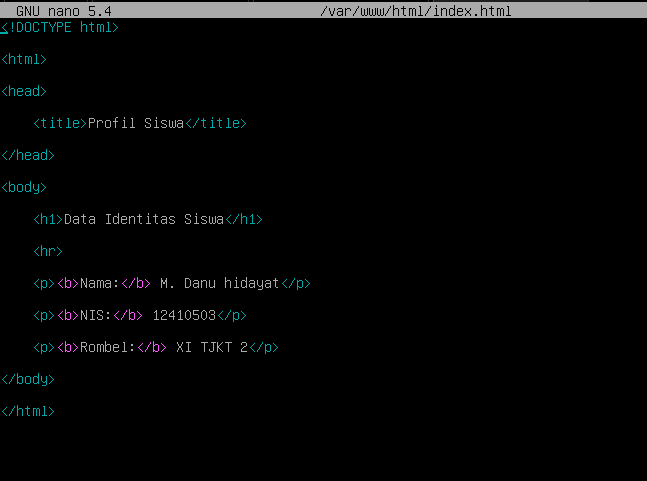 GNU nano 5.4 /var/www/html/index.html
<!DOCTYPE html>
<html>
<head>
<title>Profil Siswa</title>
</head>
<body>
<h1>Data Identitas Siswa</h1>
<hr>
<p><b>Nama:</b> M. Danu hidayat</p>
<p><b>NIS:</b> 12410503</p>
<p><b>Rombel:</b> XI TJKT 2</p>
</body>
</html>